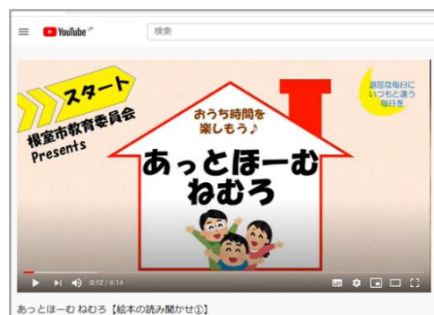 YouTube JP
検索
スタート
根室市教育委員会
Presents
おうち時間を
楽しもう♪
あっとほーむ
ねむろ
退屈な毎日に
いつもと違う
毎日を
0:12 / 8:14
あっとほーむ ねむろ【絵本の読み聞かせ①】